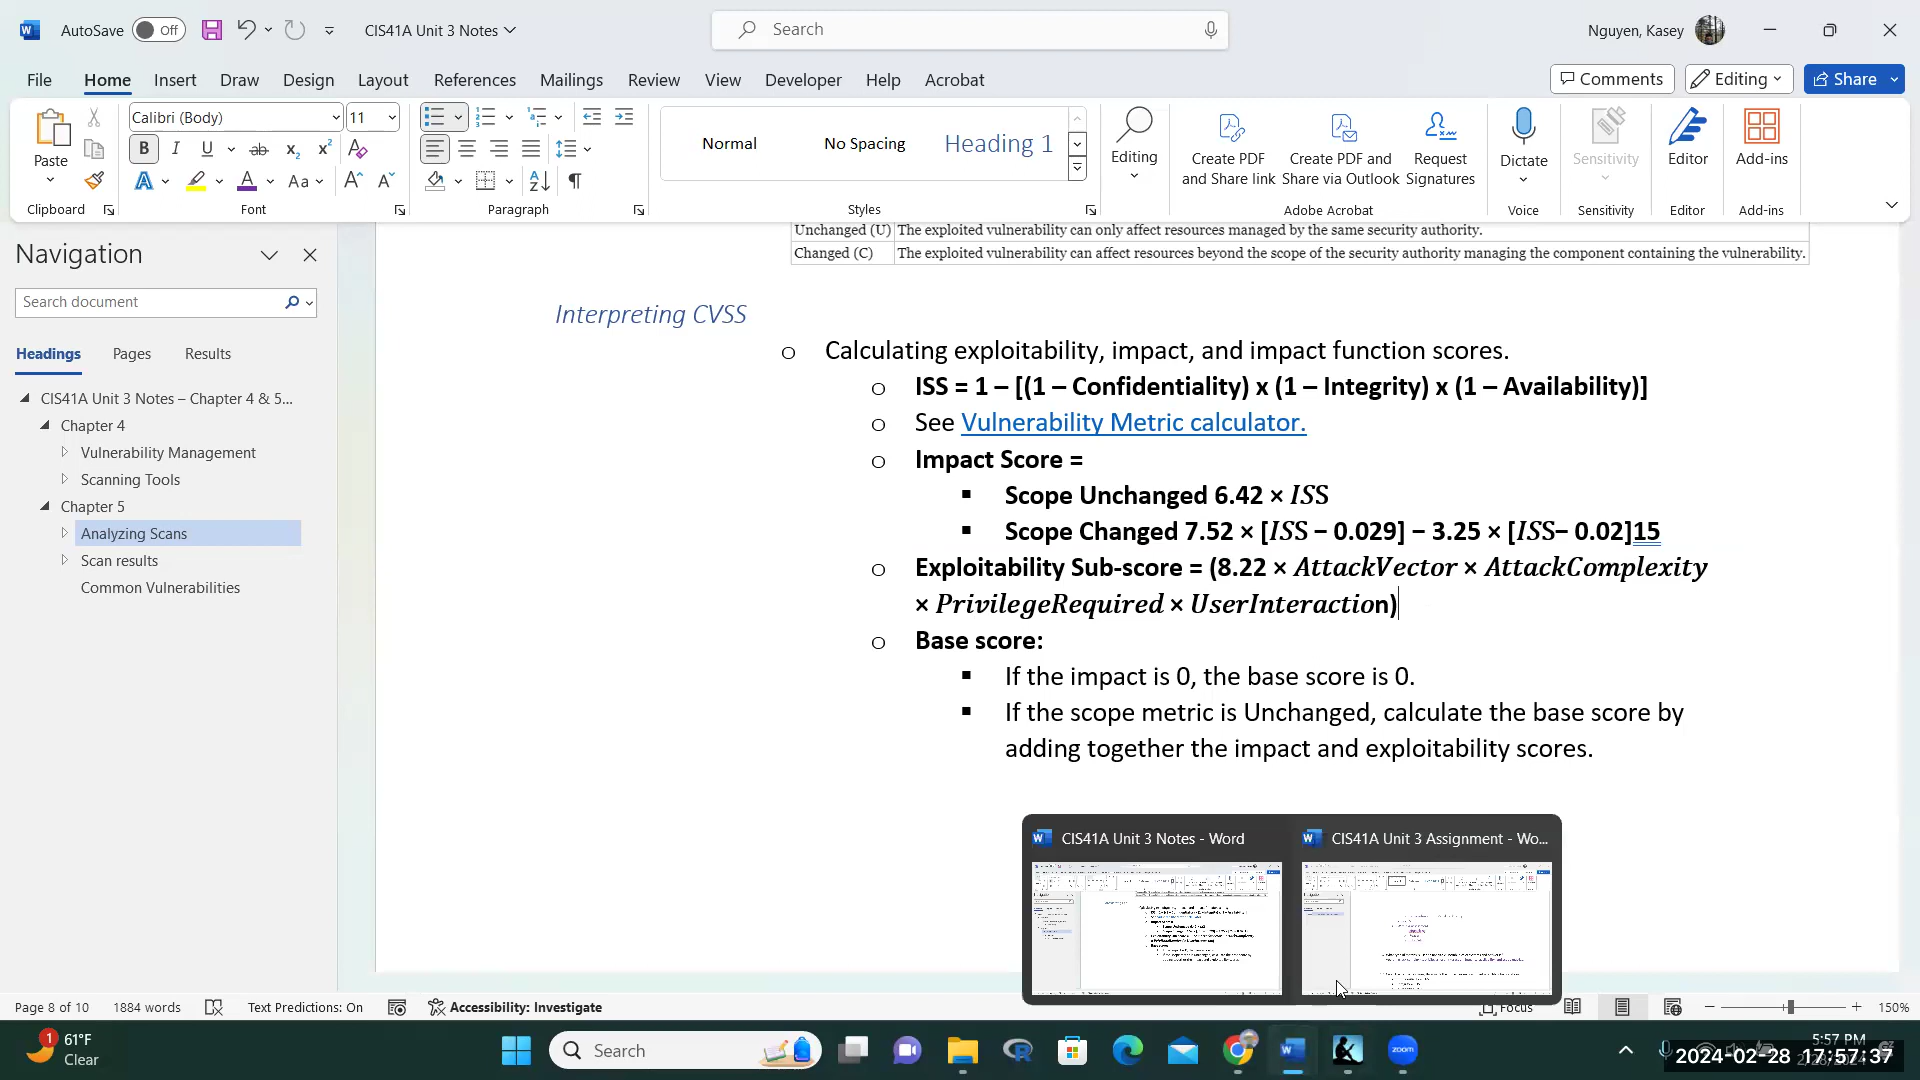 AutoSave Off CIS41A Unit 3 Notes Search Nguyen, Kasey
File Home Insert Draw Design Layout References Mailings Review View Developer Help Acrobat Comments Editing Share
Calibri (Body) 11
Paste
Normal No Spacing Heading 1
Editing
Create PDF and Share link
Create PDF and Share via Outlook
Request Signatures
Dictate
Sensitivity
Editor
Add-ins
Clipboard Font Paragraph Styles Adobe Acrobat Voice Sensitivity Editor Add-ins
Navigation
Search document
Headings Pages Results
CIS41A Unit 3 Notes – Chapter 4 & 5...
Chapter 4
Vulnerability Management
Scanning Tools
Chapter 5
Analyzing Scans
Scan results
Common Vulnerabilities
Unchanged (U) The exploited vulnerability can only affect resources managed by the same security authority.
Changed (C) The exploited vulnerability can affect resources beyond the scope of the security authority managing the component containing the vulnerability.
Interpreting CVSS
o Calculating exploitability, impact, and impact function scores.
o ISS = 1 – [(1 – Confidentiality) x (1 – Integrity) x (1 – Availability)]
o See Vulnerability Metric calculator.
o Impact Score =
▪ Scope Unchanged 6.42 × ISS
▪ Scope Changed 7.52 × [ISS − 0.029] − 3.25 × [ISS− 0.02]15
o Exploitability Sub-score = (8.22 × AttackVector × AttackComplexity
× PrivilegeRequired × UserInteraction)
o Base score:
▪ If the impact is 0, the base score is 0.
▪ If the scope metric is Unchanged, calculate the base score by
adding together the impact and exploitability scores.
CIS41A Unit 3 Notes - Word
CIS41A Unit 3 Assignment - Wo...
Page 8 of 10 1884 words Text Predictions: On Accessibility: Investigate Focus 150%
1 61°F
Clear
Search
zoom
5:57 PM
2024-02-28 17:57:37